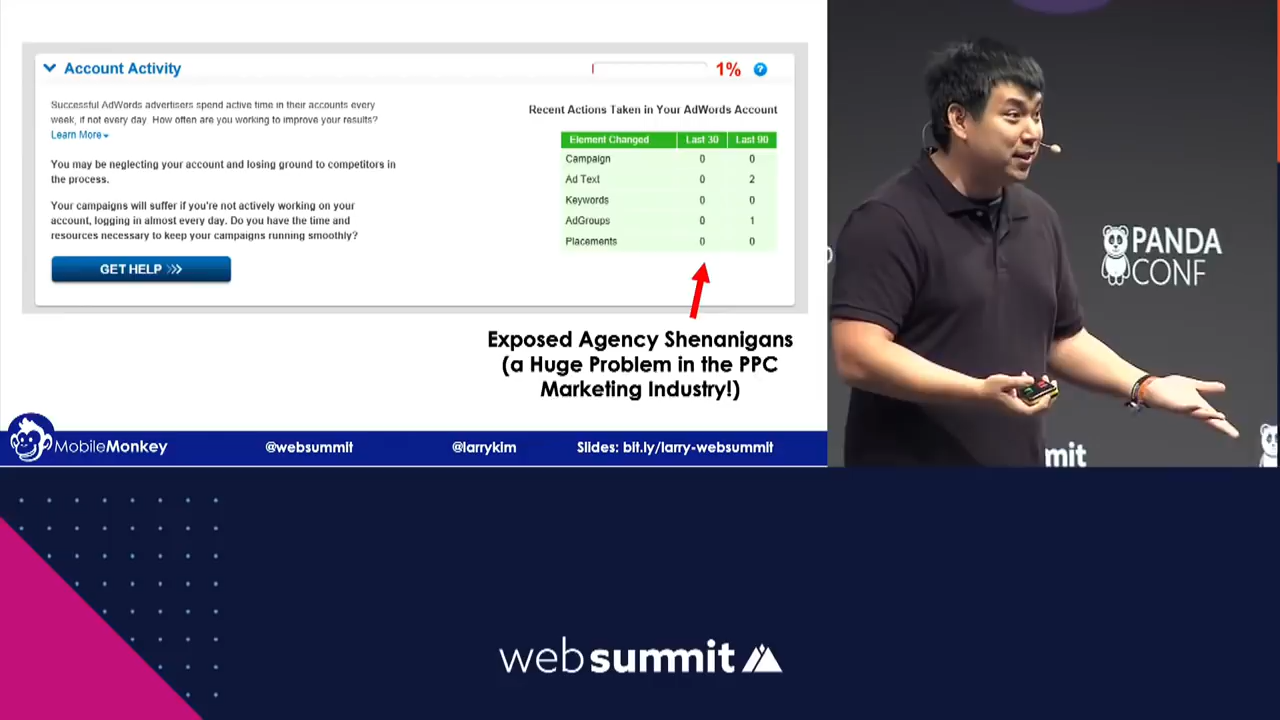 Account Activity
1%
?
Successful AdWords advertisers spend active time in their accounts every
week, if not every day. How often are you working to improve your results?
Learn More
You may be neglecting your account and losing ground to competitors in
the process.
Your campaigns will suffer if you're not actively working on your
account, logging in almost every day. Do you have the time and
resources necessary to keep your campaigns running smoothly?
GET HELP
Recent Actions Taken in Your AdWords Account
Element Changed Last 30 Last 90
Campaign 0 0
Ad Text 0 2
Keywords 0 0
AdGroups 0 1
Placements 0 0
Exposed Agency Shenanigans
(a Huge Problem in the PPC
Marketing Industry!)
MobileMonkey @websummit @larrykim Slides: bit.ly/larry-websummit
PANDA
CONF
mit
web summit